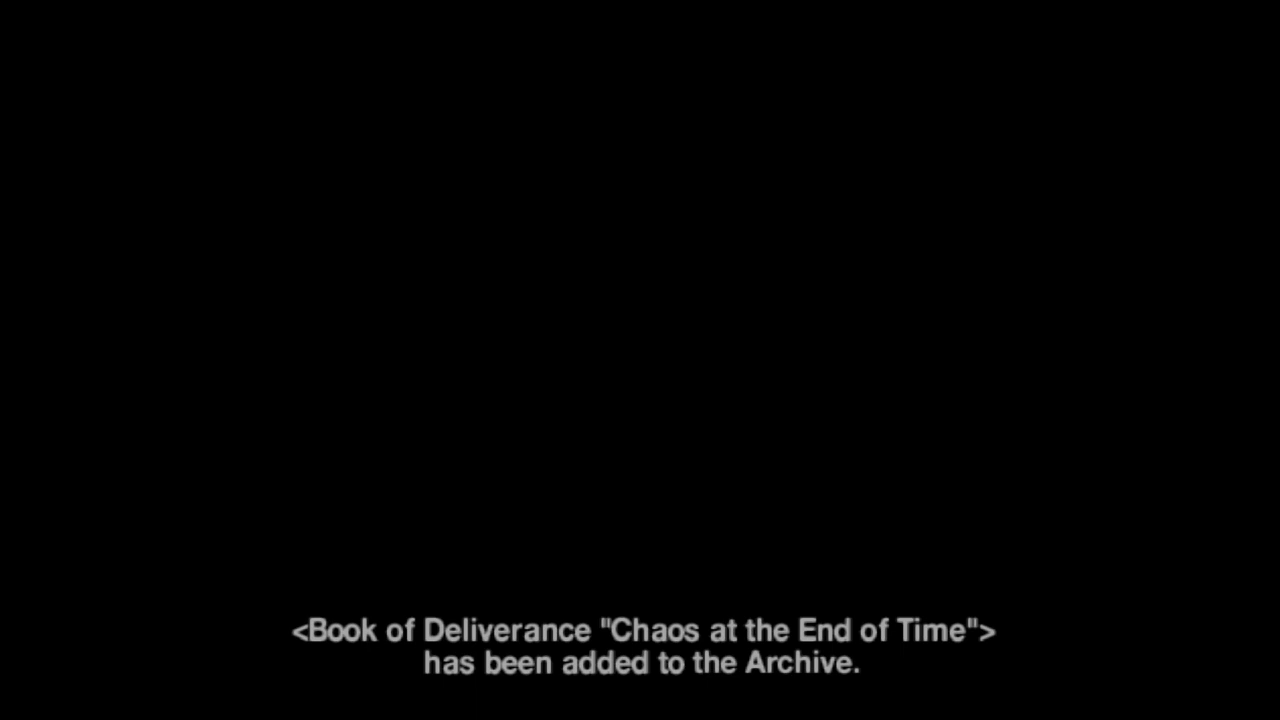 <Book of Deliverance "Chaos at the End of Time">
has been added to the Archive.